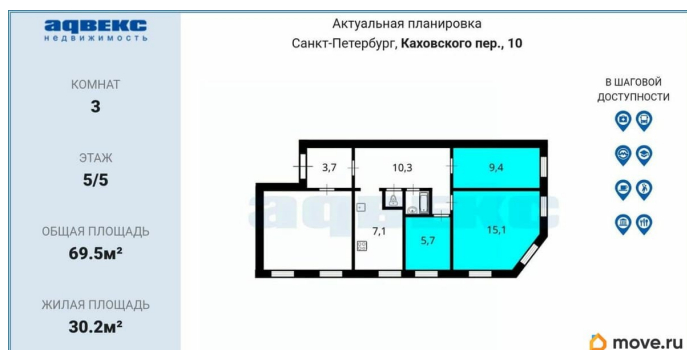 адвекс
недвижимость
КОМНАТ
3
ЭТАЖ
5/5
ОБЩАЯ ПЛОЩАДЬ
69.5м²
ЖИЛАЯ ПЛОЩАДЬ
30.2м²
Актуальная планировка
Санкт-Петербург, Каховского пер., 10
3,7
10,3
9,4
7,1
5,7
15,1
адвекс
В ШАГОВОЙ
ДОСТУПНОСТИ
move.ru